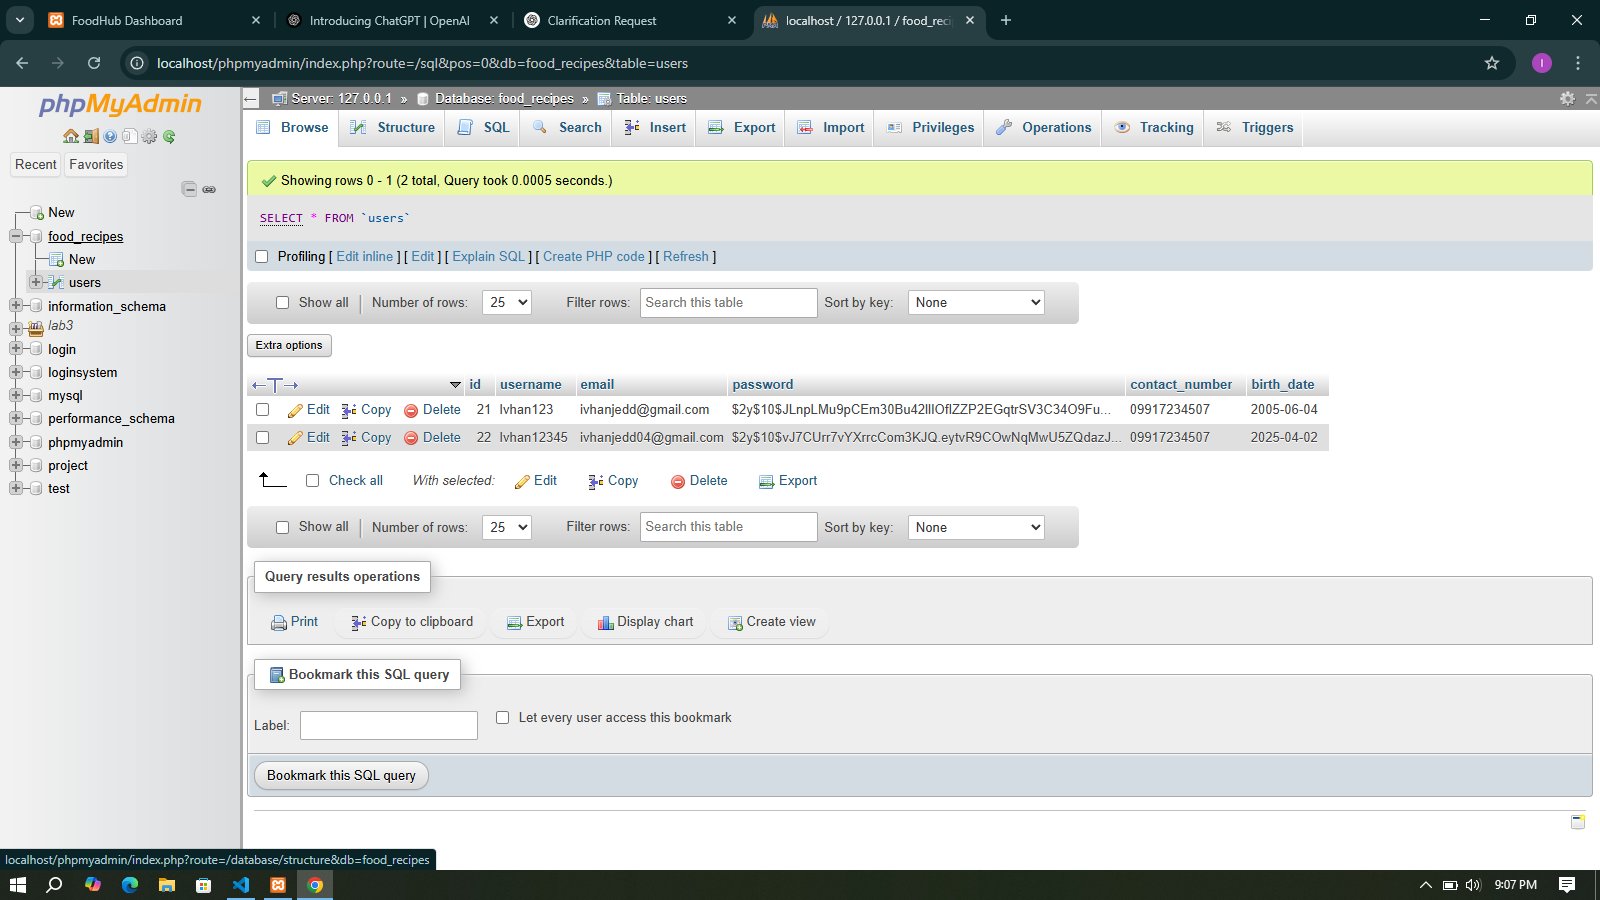 FoodHub Dashboard
Introducing ChatGPT | OpenAI
Clarification Request
localhost / 127.0.0.1 / food_reci
localhost/phpmyadmin/index.php?route=/sql&pos=0&db=food_recipes&table=users
I
phpMyAdmin
Recent Favorites
New
food_recipes
New
users
information_schema
lab3
login
loginsystem
mysql
performance_schema
phpmyadmin
project
test
Server: 127.0.0.1 » Database: food_recipes » Table: users
Browse Structure SQL Search Insert Export Import Privileges Operations Tracking Triggers
Showing rows 0 - 1 (2 total, Query took 0.0005 seconds.)
SELECT * FROM `users`
Profiling [ Edit inline ] [ Edit ] [ Explain SQL ] [ Create PHP code ] [ Refresh ]
Show all Number of rows: 25 Filter rows: Search this table Sort by key: None
Extra options
id username email password contact_number birth_date
Edit Copy Delete 21 Ivhan123 ivhanjedd@gmail.com 09917234507 2005-06-04
Edit Copy Delete 22 Ivhan12345 ivhanjedd04@gmail.com $2y$10$vJ7CUrr7vYXrrcCom3KJQ.eytvR9COwNqMwU5ZQdazJ... 09917234507 2025-04-02
Check all With selected: Edit Copy Delete Export
Show all Number of rows: 25 Filter rows: Search this table Sort by key: None
Query results operations
Print Copy to clipboard Export Display chart Create view
Bookmark this SQL query
Label: Let every user access this bookmark
Bookmark this SQL query
localhost/phpmyadmin/index.php?route=/database/structure&db=food_recipes
9:07 PM